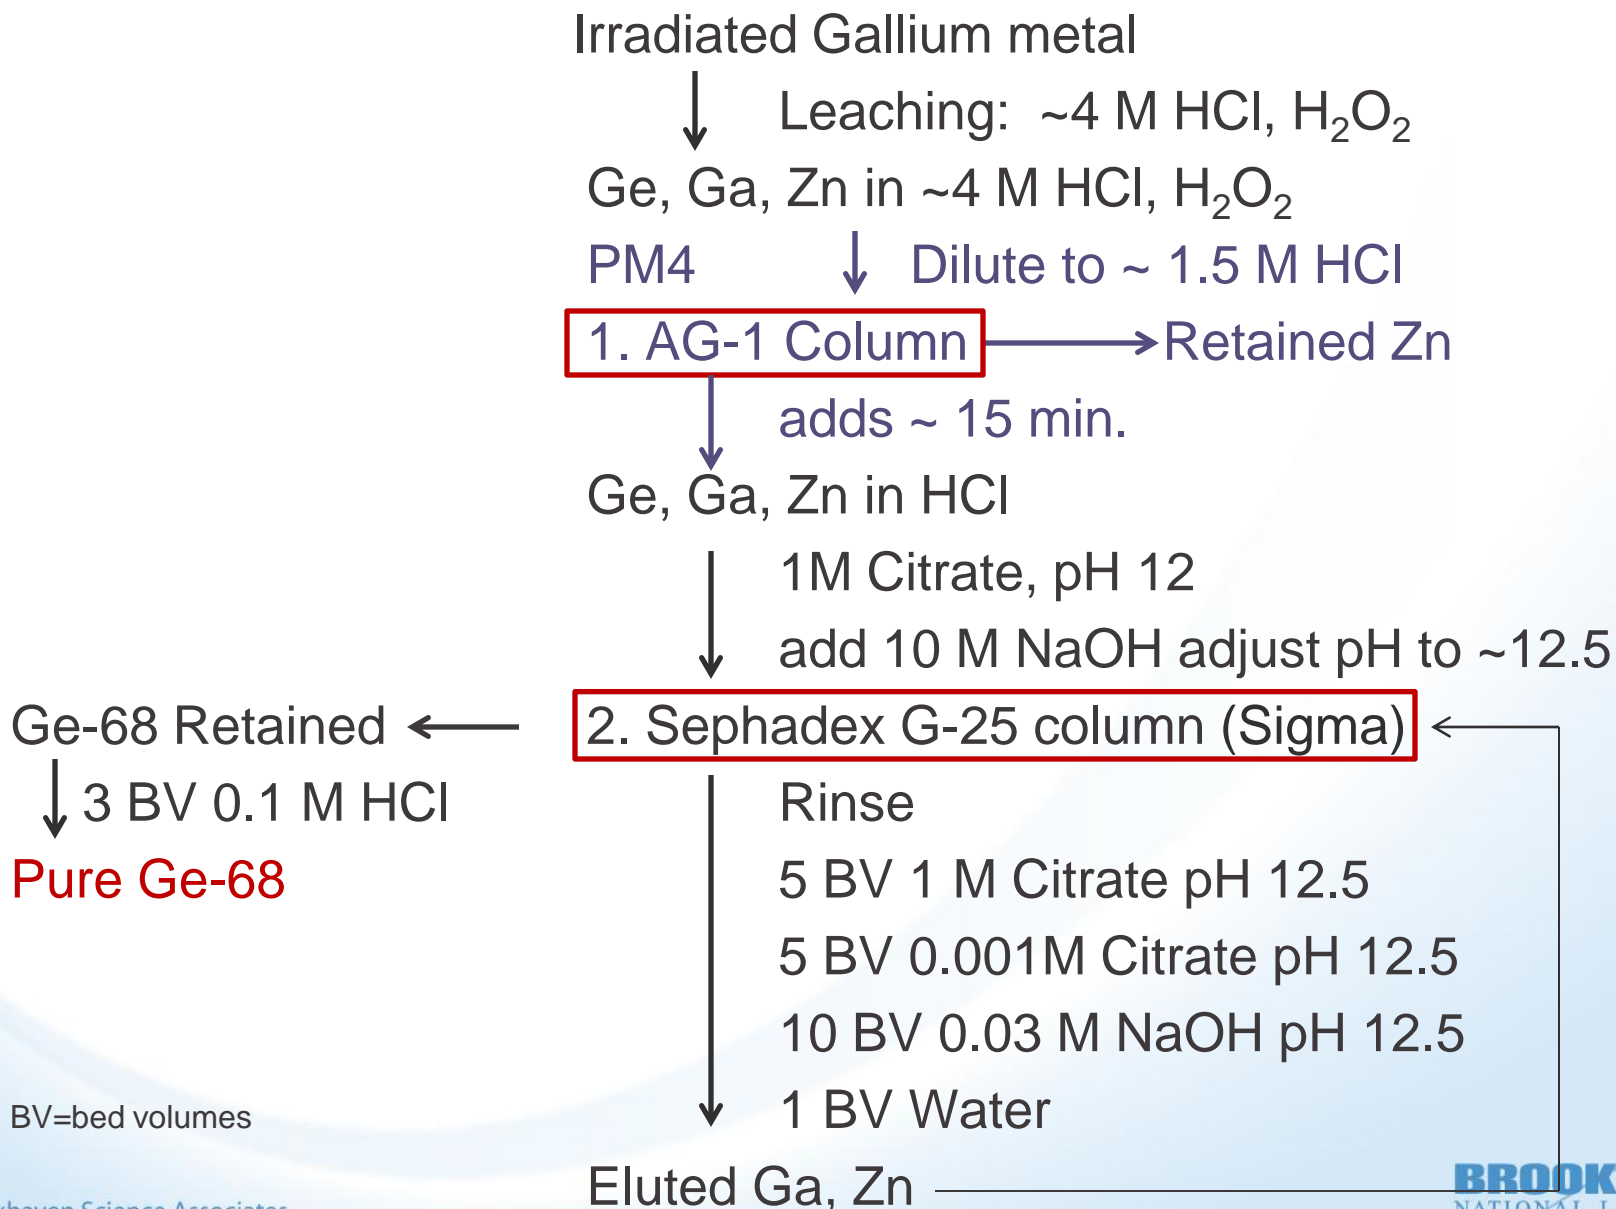 Irradiated Gallium metal
Leaching: ~4 M HCl, H₂O₂
Ge, Ga, Zn in ~4 M HCl, H₂O₂
PM4
Dilute to ~ 1.5 M HCl
1. AG-1 Column
Retained Zn
adds ~ 15 min.
Ge, Ga, Zn in HCl
1M Citrate, pH 12
add 10 M NaOH adjust pH to ~12.5
Ge-68 Retained
2. Sephadex G-25 column (Sigma)
3 BV 0.1 M HCl
Rinse
Pure Ge-68
5 BV 1 M Citrate pH 12.5
5 BV 0.001M Citrate pH 12.5
10 BV 0.03 M NaOH pH 12.5
BV=bed volumes
1 BV Water
Eluted Ga, Zn
Science Associates